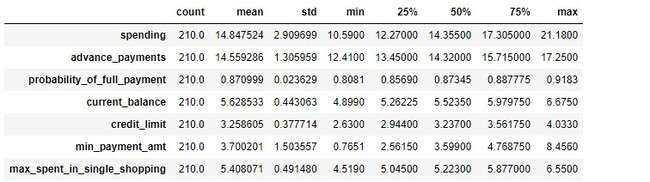 count mean std min 25% 50% 75% max
spending 210.0 14.847524 2.909699 10.5900 12.27000 14.35500 17.305000 21.1800
advance_payments 210.0 14.559286 1.305959 12.4100 13.45000 14.32000 15.715000 17.2500
probability_of_full_payment 210.0 0.870999 0.023629 0.8081 0.85690 0.87345 0.887775 0.9183
current_balance 210.0 5.628533 0.443063 4.8990 5.26225 5.52350 5.979750 6.6750
credit_limit 210.0 3.258605 0.377714 2.6300 2.94400 3.23700 3.561750 4.0330
min_payment_amt 210.0 3.700201 1.503557 0.7651 2.56150 3.59900 4.768750 8.4560
max_spent_in_single_shopping 210.0 5.408071 0.491480 4.5190 5.04500 5.22300 5.877000 6.5500